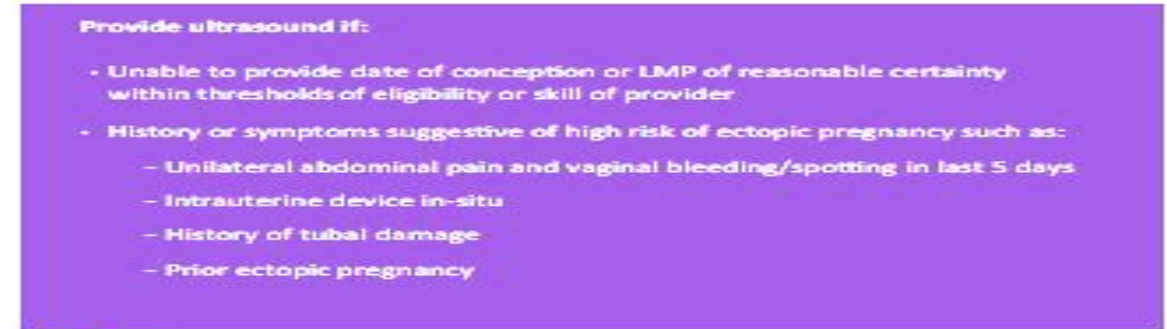 Provide ultrasound if:
• Unable to provide date of conception or LMP of reasonable certainty
within thresholds of eligibility or skill of provider
• History or symptoms suggestive of high risk of ectopic pregnancy such as:
– Unilateral abdominal pain and vaginal bleeding/spotting in last 5 days
– Intrauterine device in-situ
– History of tubal damage
– Prior ectopic pregnancy